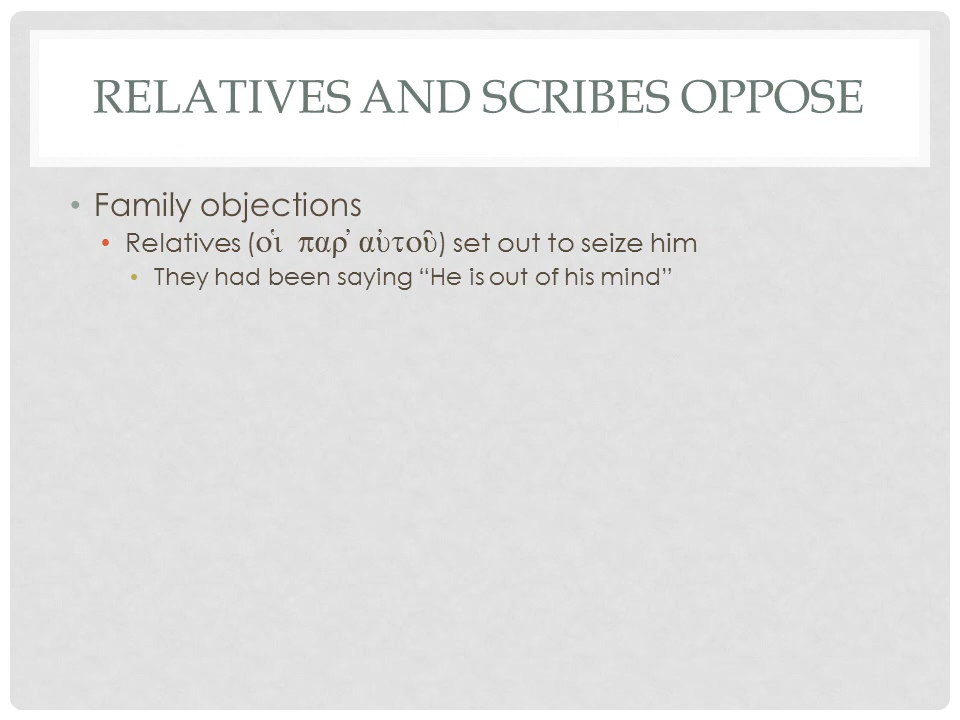 RELATIVES AND SCRIBES OPPOSE
• Family objections
• Relatives (οἱ παρ᾽ αὐτοῦ) set out to seize him
• They had been saying “He is out of his mind”